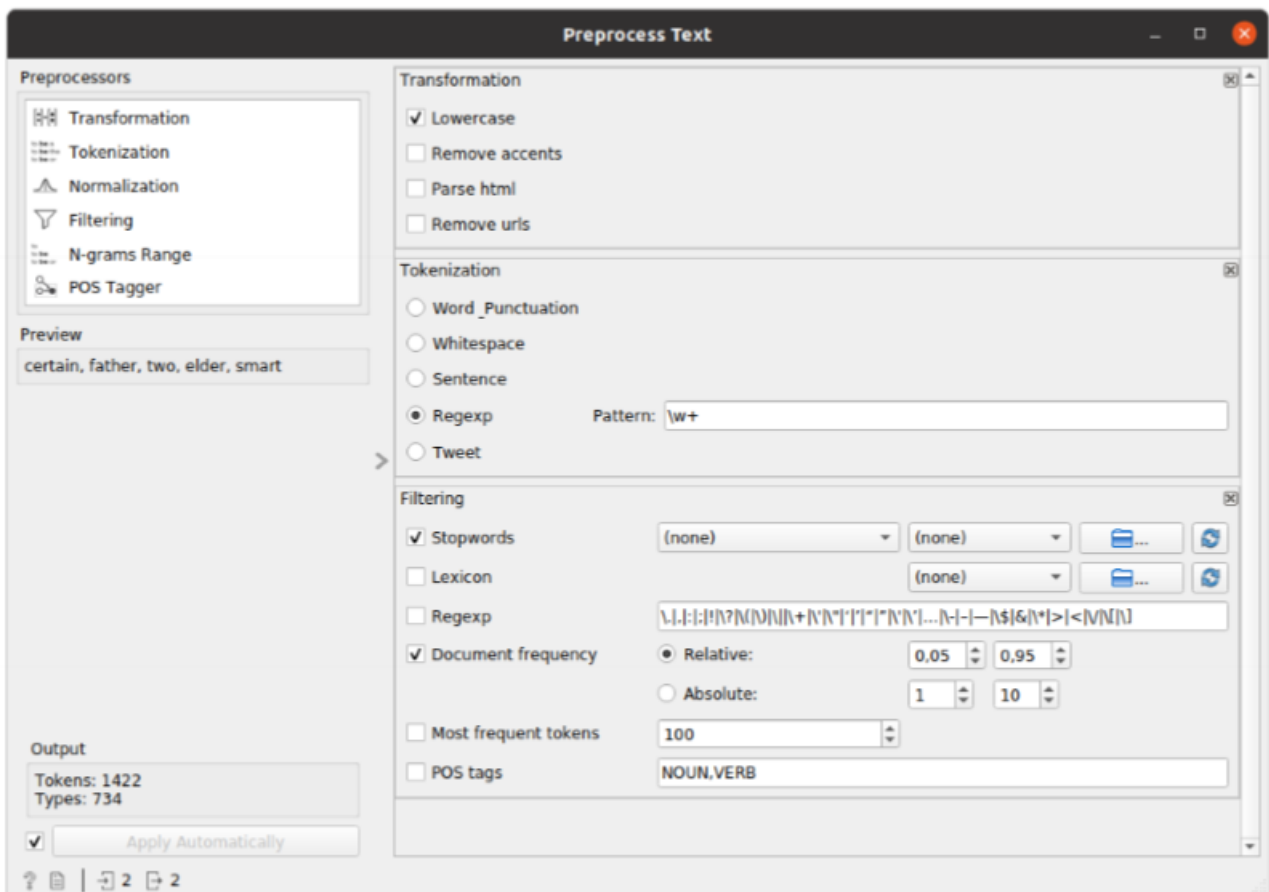 Preprocess Text
Preprocessors
Transformation
Tokenization
Normalization
Filtering
N-grams Range
POS Tagger
Preview
certain, father, two, elder, smart
Output
Tokens: 1422
Types: 734
Apply Automatically
2 2
Transformation
Lowercase
Remove accents
Parse html
Remove urls
Tokenization
Word _Punctuation
Whitespace
Sentence
Regexp Pattern: \w+
Tweet
Filtering
Stopwords (none) (none) ...
Lexicon (none) ...
Regexp
Document frequency Relative: 0,05 0,95
Absolute: 1 10
Most frequent tokens 100
POS tags NOUN,VERB